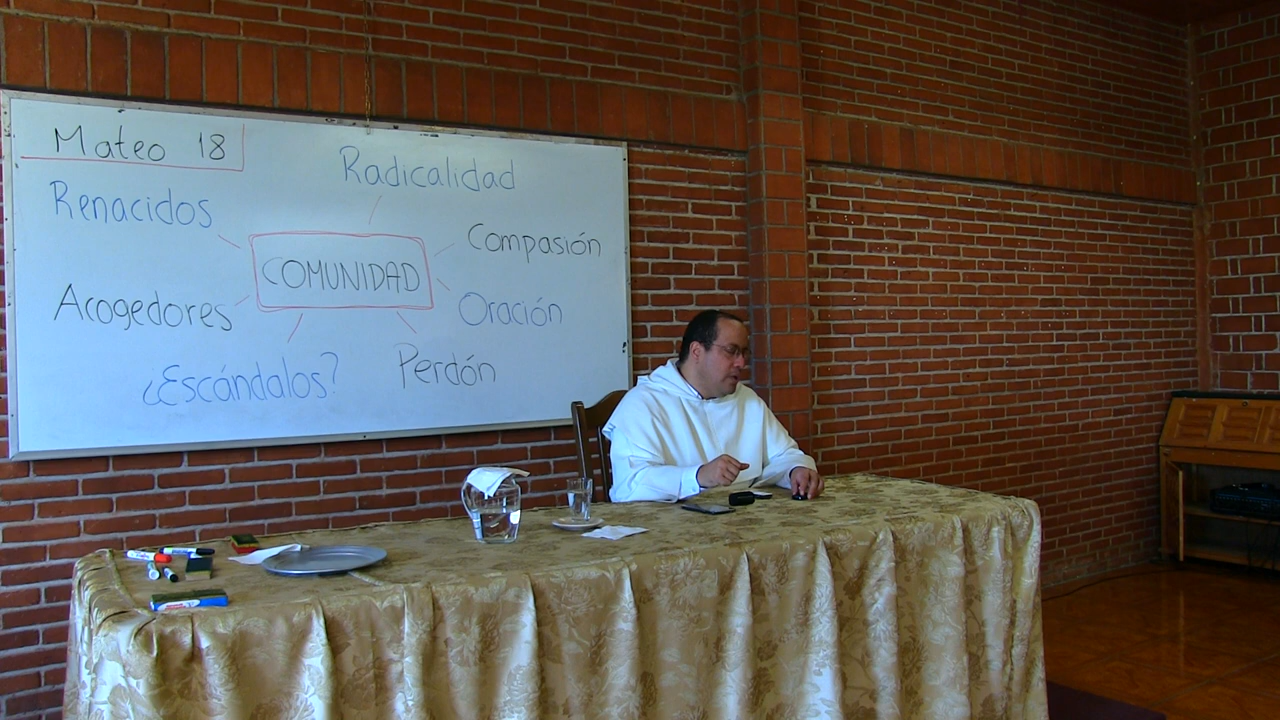 Mateo 18
Radicalidad
Renacidos
Compasión
COMUNIDAD
Acogedores
Oración
¿Escándalos?
Perdón